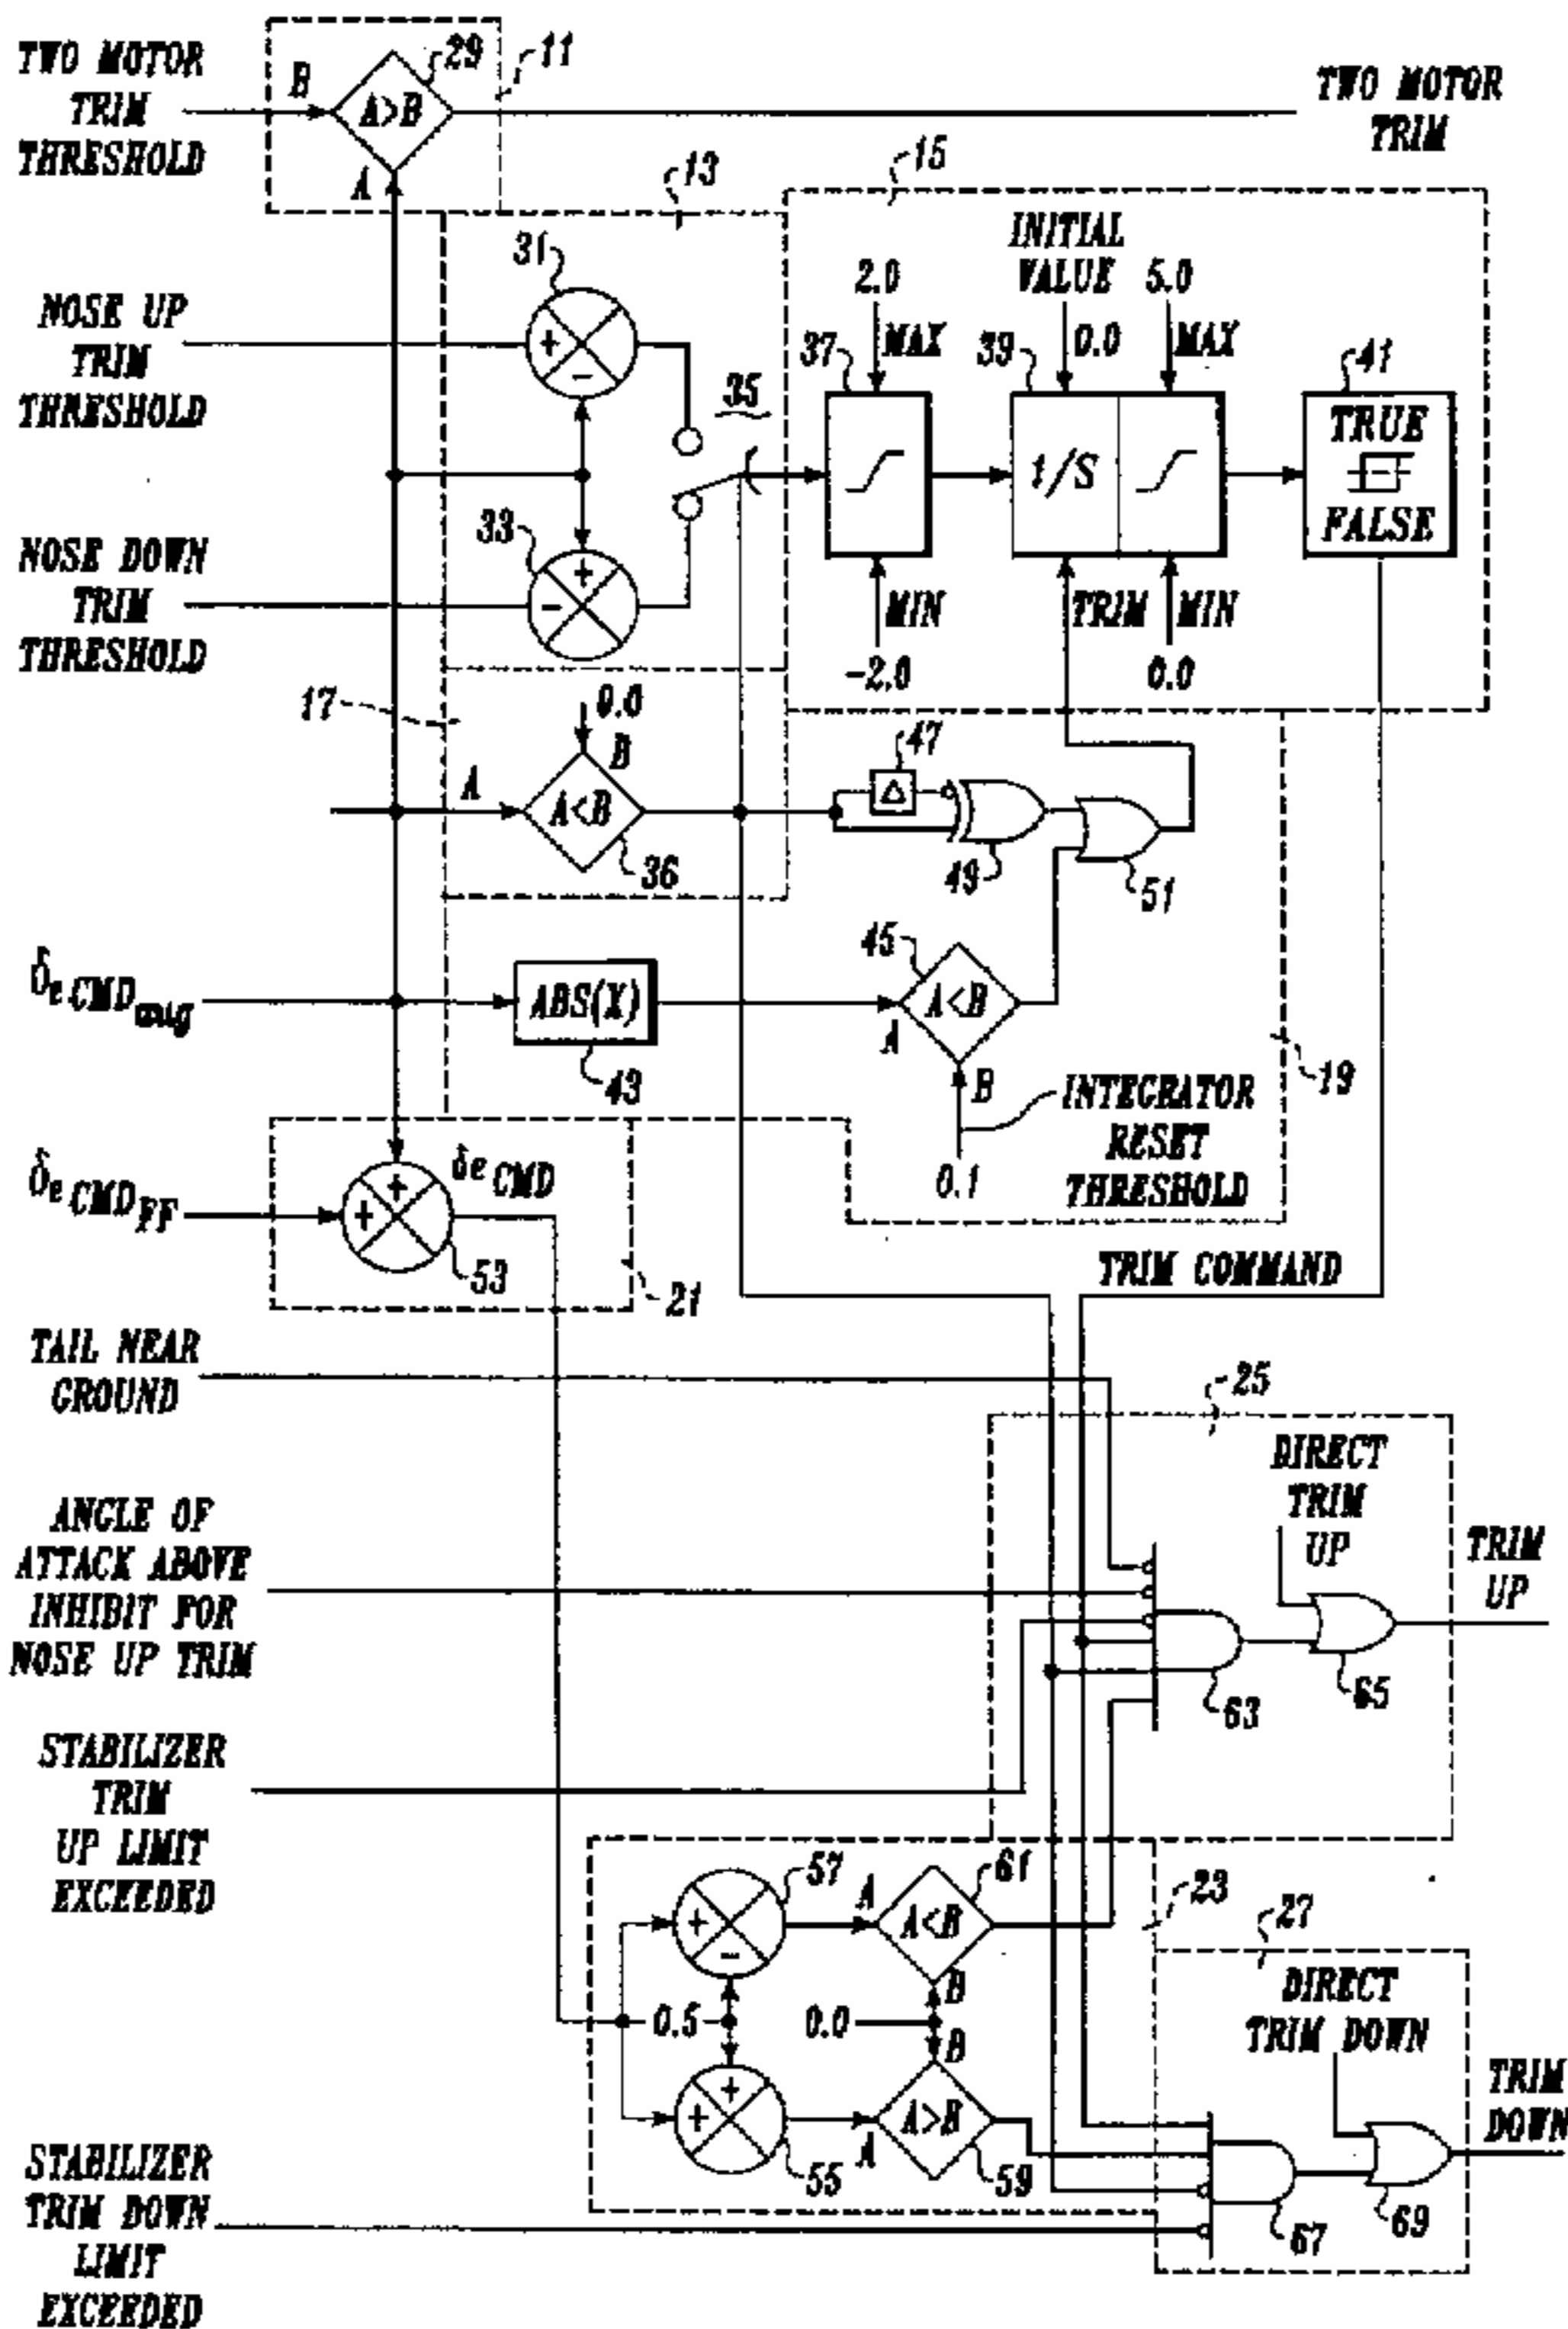 TWO MOTOR
TRIM
THRESHOLD
B
A>B
A
29
11
TWO MOTOR
TRIM
13
15
NOSE UP
TRIM
THRESHOLD
31
+
-
35
INITIAL
VALUE
2.0
5.0
MAX
0.0
MAX
37
39
41
1/S
TRUE
FALSE
NOSE DOWN
TRIM
THRESHOLD
33
+
-
MIN
TRIM
MIN
-2.0
0.0
17
0.0
B
A
A<B
36
47
Δ
49
51
δe CMDaug
ABS(X)
43
45
A<B
A
B
19
INTEGRATOR
RESET
THRESHOLD
0.1
δe CMDFF
+
+
δe CMD
53
21
TRIM COMMAND
TAIL NEAR
GROUND
25
DIRECT
TRIM
UP
TRIM
UP
ANGLE OF
ATTACK ABOVE
INHIBIT FOR
NOSE UP TRIM
63
65
STABILIZER
TRIM
UP LIMIT
EXCEEDED
57
+
-
A
A<B
61
B
23
27
0.5
0.0
DIRECT
TRIM DOWN
+
+
55
B
A>B
A
59
TRIM
DOWN
67
69
STABILIZER
TRIM DOWN
LIMIT
EXCEEDED